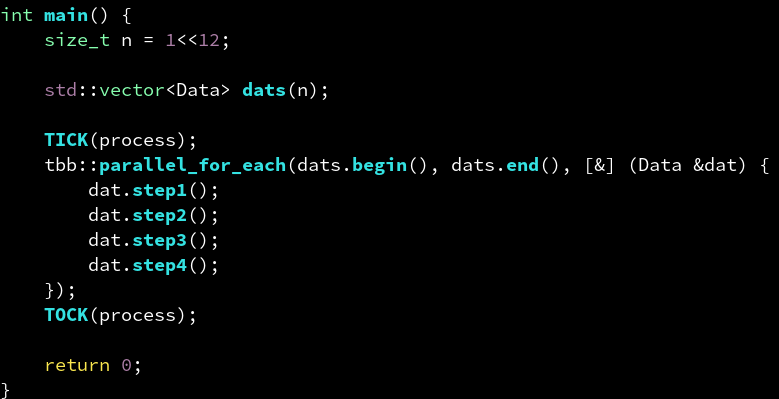 int main() {
    size_t n = 1<<12;

    std::vector<Data> dats(n);

    TICK(process);
    tbb::parallel_for_each(dats.begin(), dats.end(), [&] (Data &dat) {
        dat.step1();
        dat.step2();
        dat.step3();
        dat.step4();
    });
    TOCK(process);

    return 0;
}